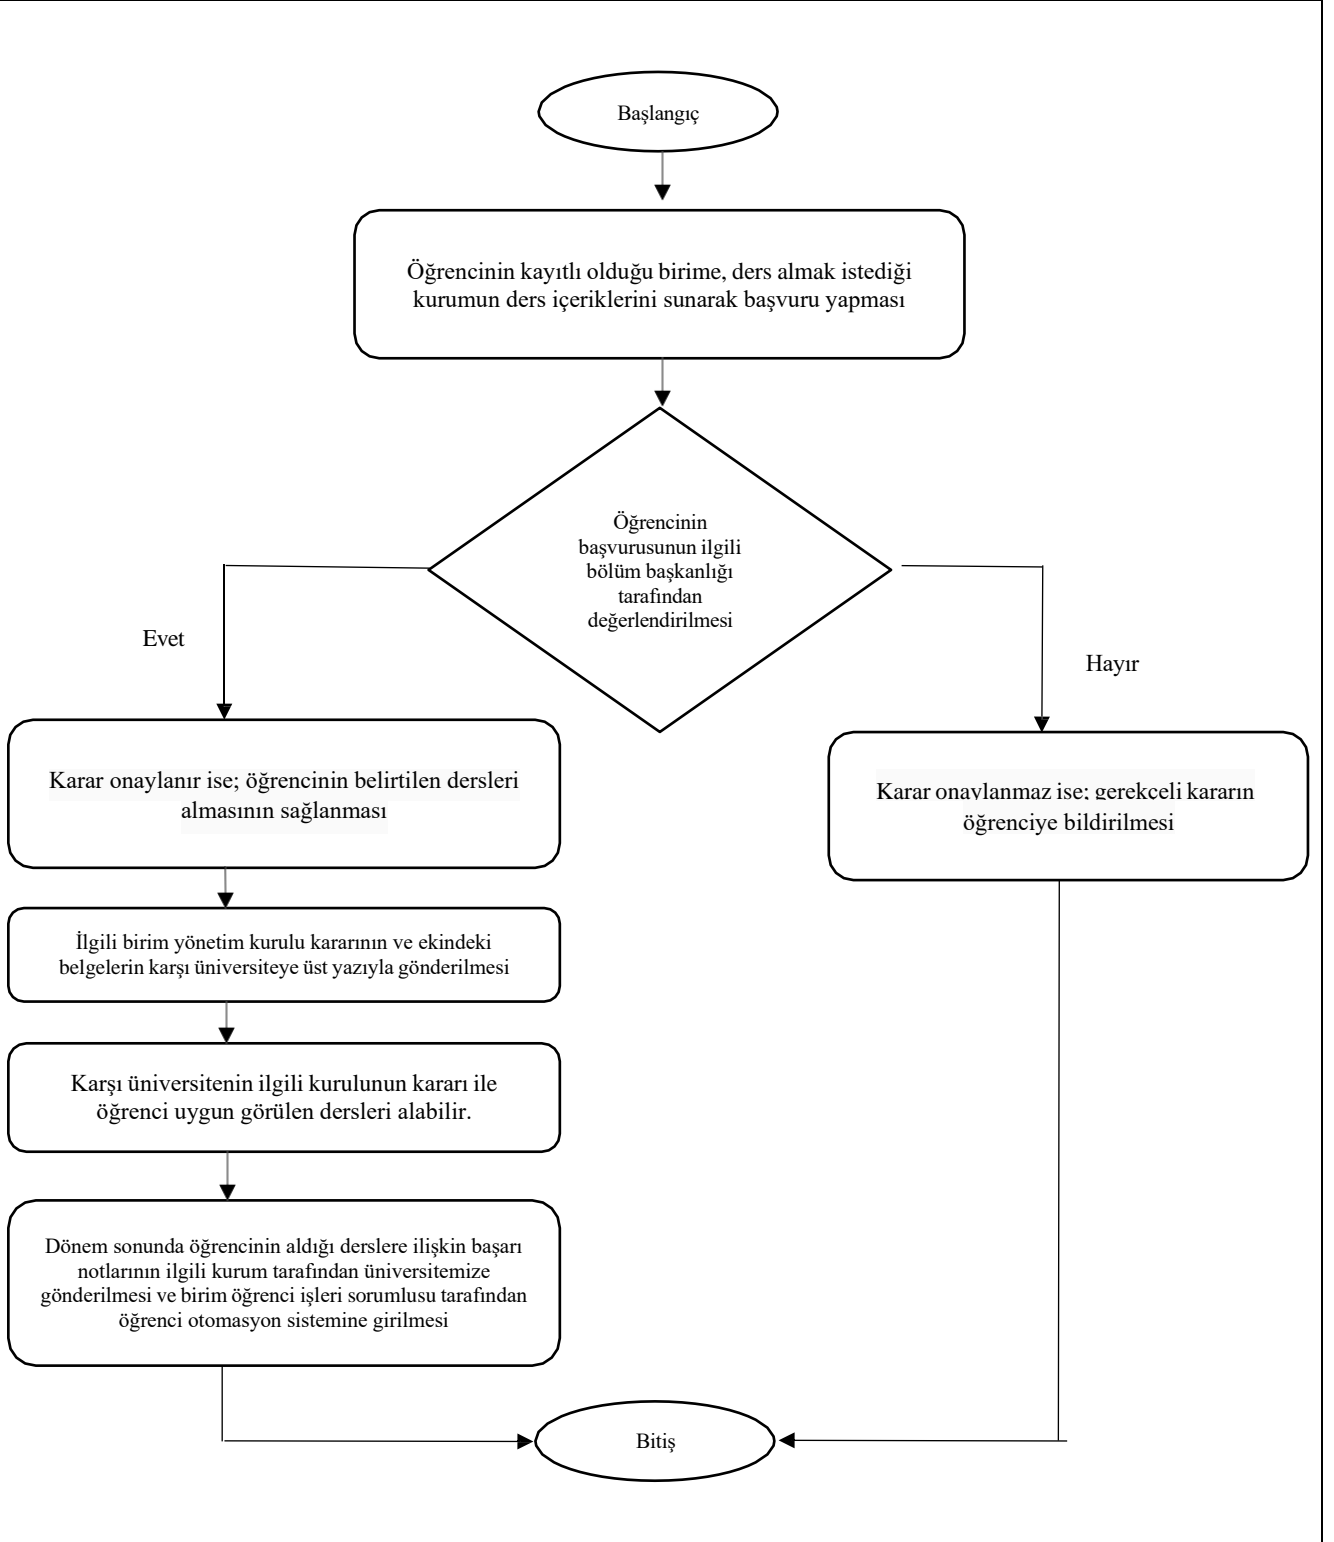 Başlangıç
Öğrencinin kayıtlı olduğu birime, ders almak istediği
kurumun ders içeriklerini sunarak başvuru yapması
Öğrencinin
başvurusunun ilgili
bölüm başkanlığı
tarafından
değerlendirilmesi
Evet
Hayır
Karar onaylanır ise; öğrencinin belirtilen dersleri
almasının sağlanması
Karar onaylanmaz ise; gerekçeli kararın
öğrenciye bildirilmesi
İlgili birim yönetim kurulu kararının ve ekindeki
belgelerin karşı üniversiteye üst yazıyla gönderilmesi
Karşı üniversitenin ilgili kurulunun kararı ile
öğrenci uygun görülen dersleri alabilir.
Dönem sonunda öğrencinin aldığı derslere ilişkin başarı
notlarının ilgili kurum tarafından üniversitemize
gönderilmesi ve birim öğrenci işleri sorumlusu tarafından
öğrenci otomasyon sistemine girilmesi
Bitiş